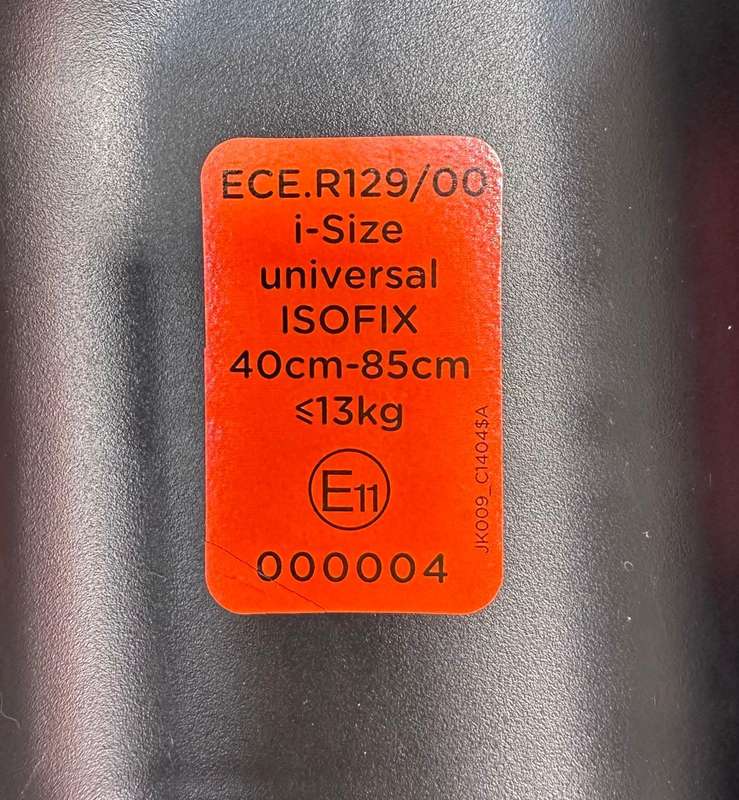 ECE.R129/00
i-Size
universal
ISOFIX
40cm-85cm
≤13kg
E11
000004
JK009_C1404$A